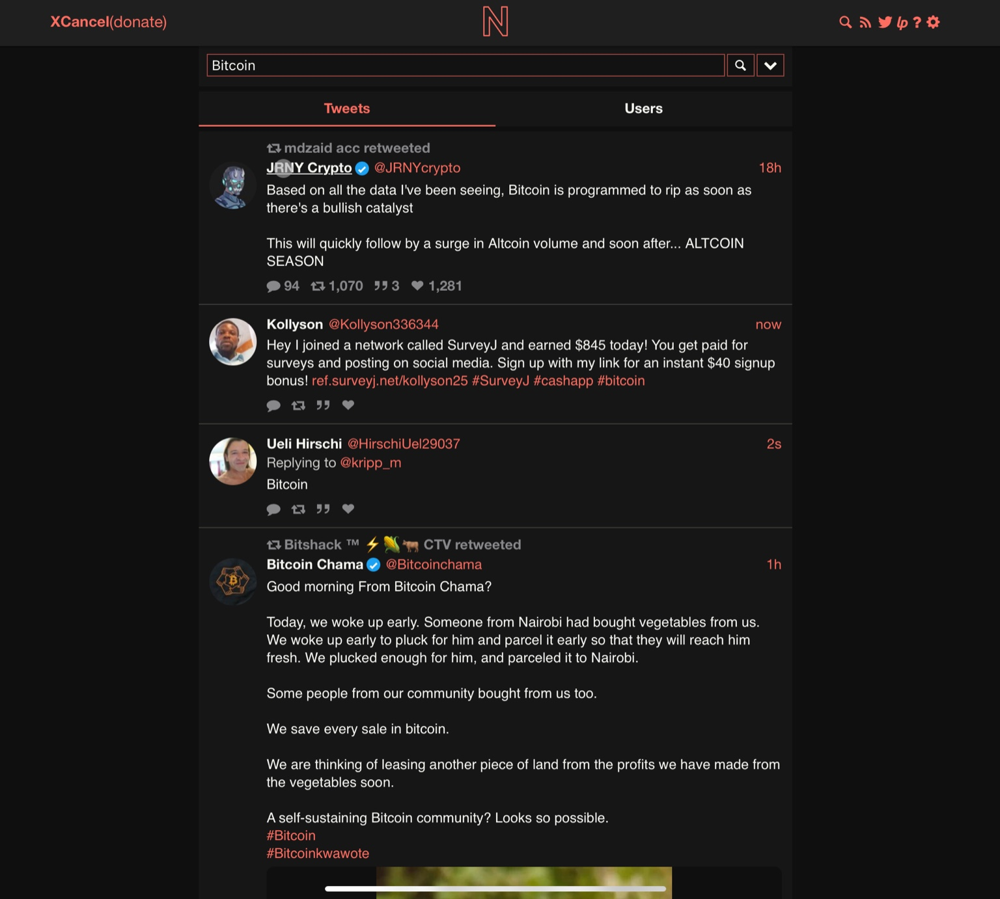 XCancel(donate)
N
lp ?
Bitcoin
Tweets Users
mdzaid acc retweeted
JRNY Crypto @JRNYcrypto 18h
Based on all the data I've been seeing, Bitcoin is programmed to rip as soon as
there's a bullish catalyst
This will quickly follow by a surge in Altcoin volume and soon after... ALTCOIN
SEASON
94 1,070 3 1,281
Kollyson @Kollyson336344 now
Hey I joined a network called SurveyJ and earned $845 today! You get paid for
surveys and posting on social media. Sign up with my link for an instant $40 signup
bonus! ref.surveyj.net/kollyson25 #SurveyJ #cashapp #bitcoin
Ueli Hirschi @HirschiUel29037 2s
Replying to @kripp_m
Bitcoin
Bitshack ™ ⚡🌽🐂 CTV retweeted
Bitcoin Chama @Bitcoinchama 1h
Good morning From Bitcoin Chama?
Today, we woke up early. Someone from Nairobi had bought vegetables from us.
We woke up early to pluck for him and parcel it early so that they will reach him
fresh. We plucked enough for him, and parceled it to Nairobi.
Some people from our community bought from us too.
We save every sale in bitcoin.
We are thinking of leasing another piece of land from the profits we have made from
the vegetables soon.
A self-sustaining Bitcoin community? Looks so possible.
#Bitcoin
#Bitcoinkwawote